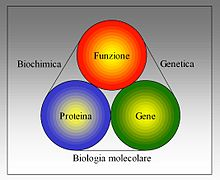 Funzione
Biochimica
Genetica
Proteina
Gene
Biologia molecolare